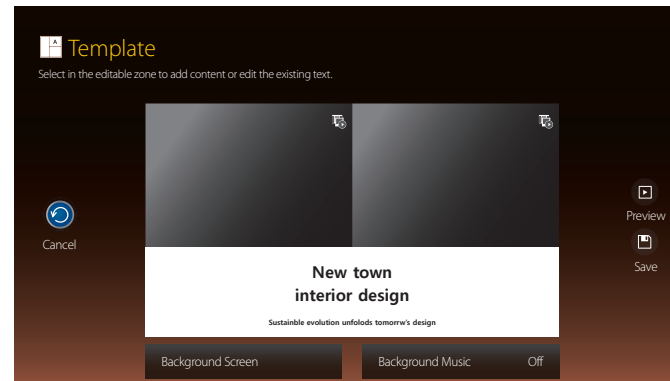 Template
Select in the editable zone to add content or edit the existing text.
Cancel
New town
interior design
Sustainble evolution unfolods tomorrw's design
Preview
Save
Background Screen
Background Music Off